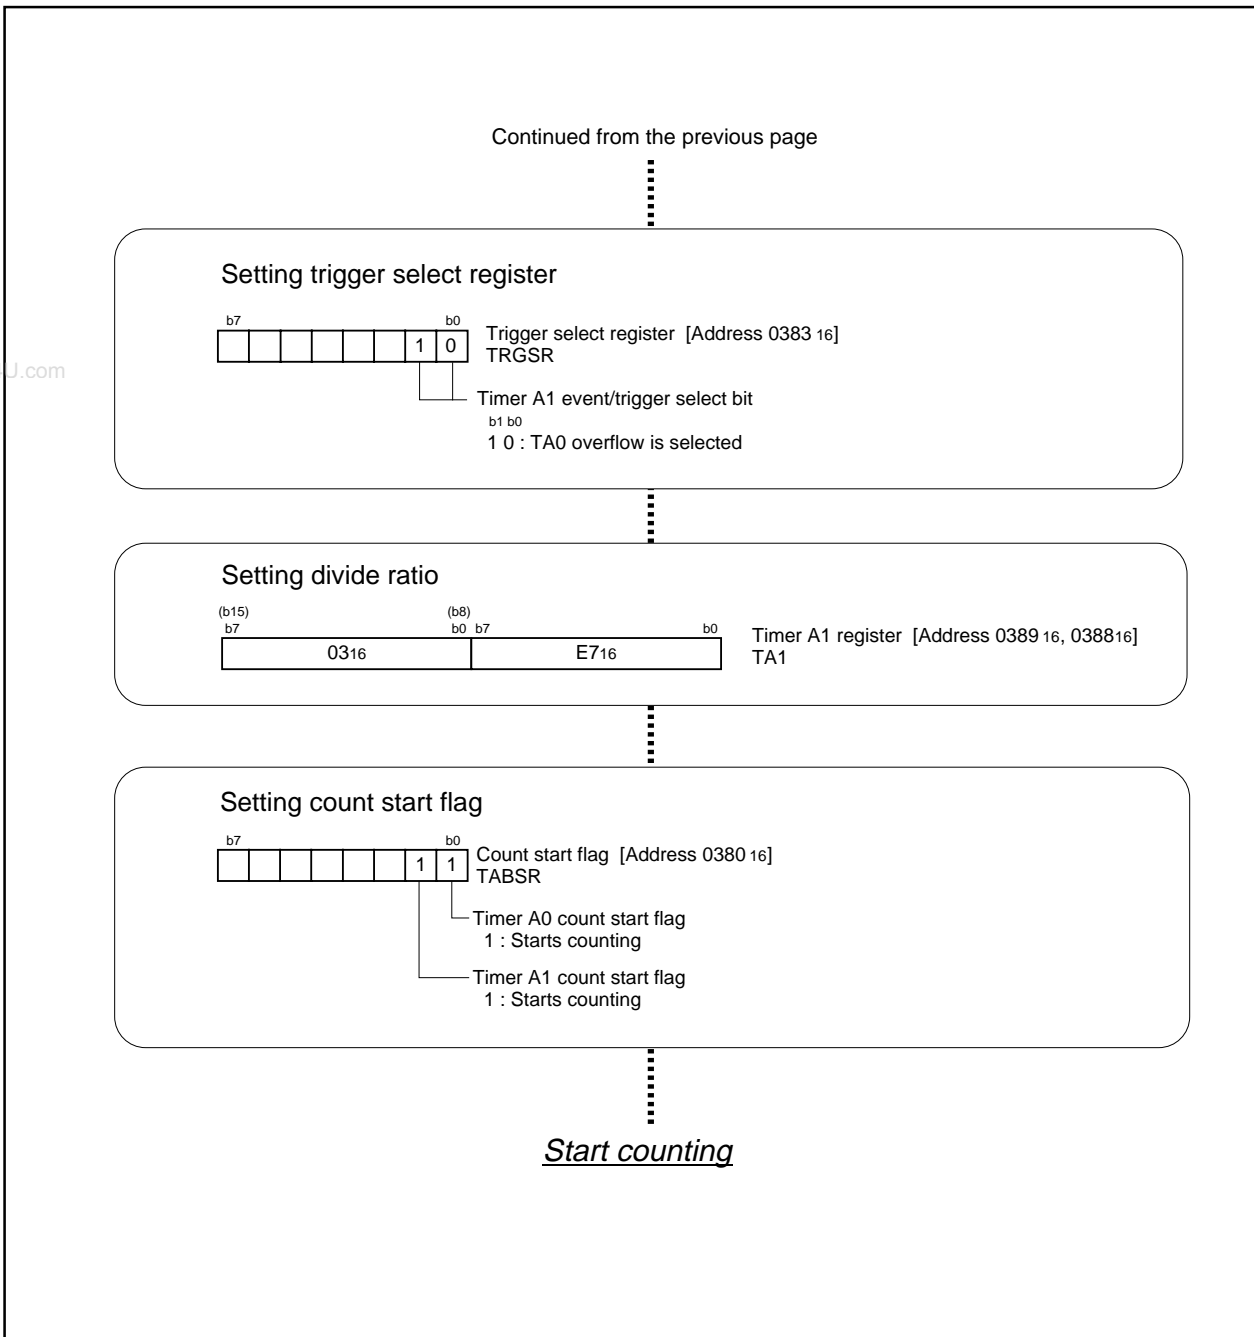 Continued from the previous page
Setting trigger select register
b7 b0
1 0
Trigger select register [Address 0383 16]
TRGSR
Timer A1 event/trigger select bit
b1 b0
1 0 : TA0 overflow is selected
U.com
Setting divide ratio
(b15) (b8)
b7 b0 b7 b0
0316 E716
Timer A1 register [Address 0389 16, 038816]
TA1
Setting count start flag
b7 b0
1 1
Count start flag [Address 0380 16]
TABSR
Timer A0 count start flag
1 : Starts counting
Timer A1 count start flag
1 : Starts counting
Start counting